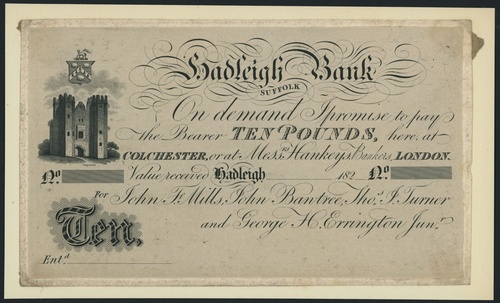 Hadleigh Bank
SUFFOLK
On demand I promise to pay
the Bearer TEN POUNDS, here, at
COLCHESTER, or at Mess.rs Hankeys Bankers, LONDON.
No Value received Hadleigh 182 No
For John F. Mills, John Bawtree, Tho.s J. Turner
and George H. Errington Jun.r
Ten,
Ent.d